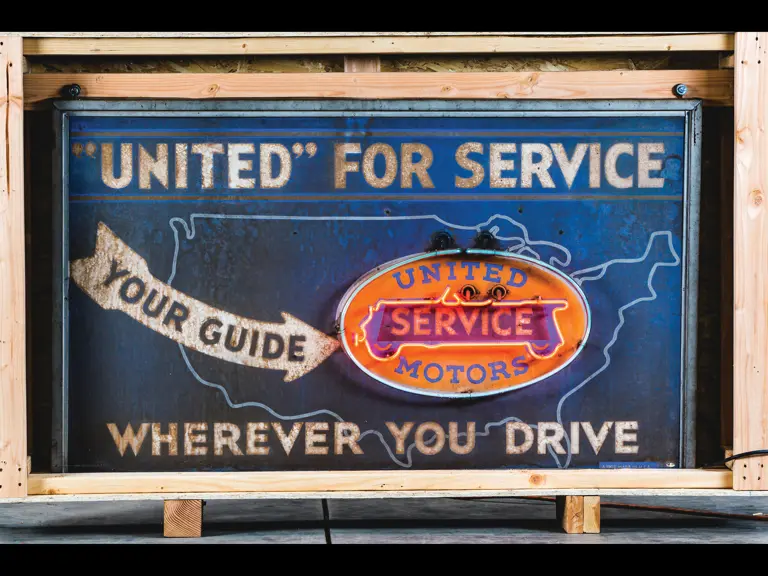 "UNITED" FOR SERVICE
YOUR GUIDE
UNITED
SERVICE
MOTORS
WHEREVER YOU DRIVE